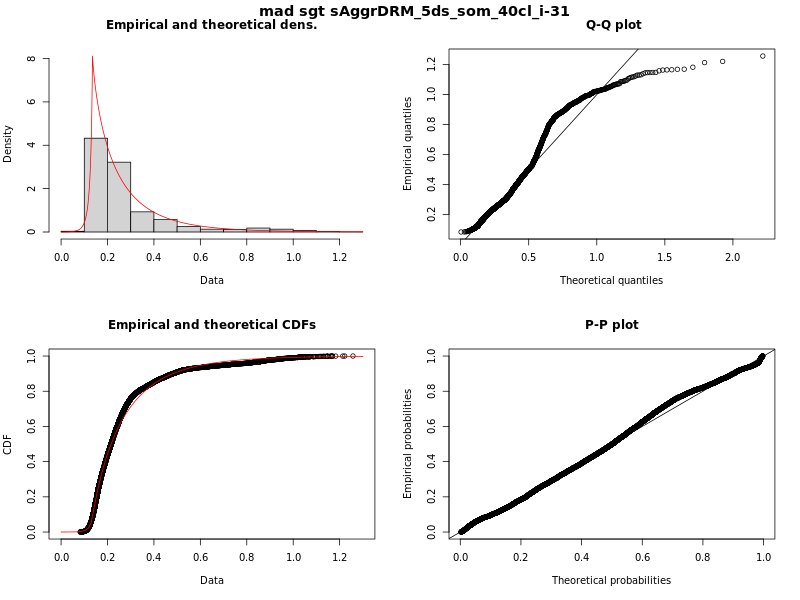 mad sgt sAggrDRM_5ds_som_40cl_i-31
Empirical and theoretical dens.
Density
0 2 4 6 8
0.0 0.2 0.4 0.6 0.8 1.0 1.2
Data
Q-Q plot
Empirical quantiles
0.2 0.4 0.6 0.8 1.0 1.2
0.0 0.5 1.0 1.5 2.0
Theoretical quantiles
Empirical and theoretical CDFs
CDF
0.0 0.2 0.4 0.6 0.8 1.0
0.0 0.2 0.4 0.6 0.8 1.0 1.2
Data
P-P plot
Empirical probabilities
0.0 0.2 0.4 0.6 0.8 1.0
0.0 0.2 0.4 0.6 0.8 1.0
Theoretical probabilities